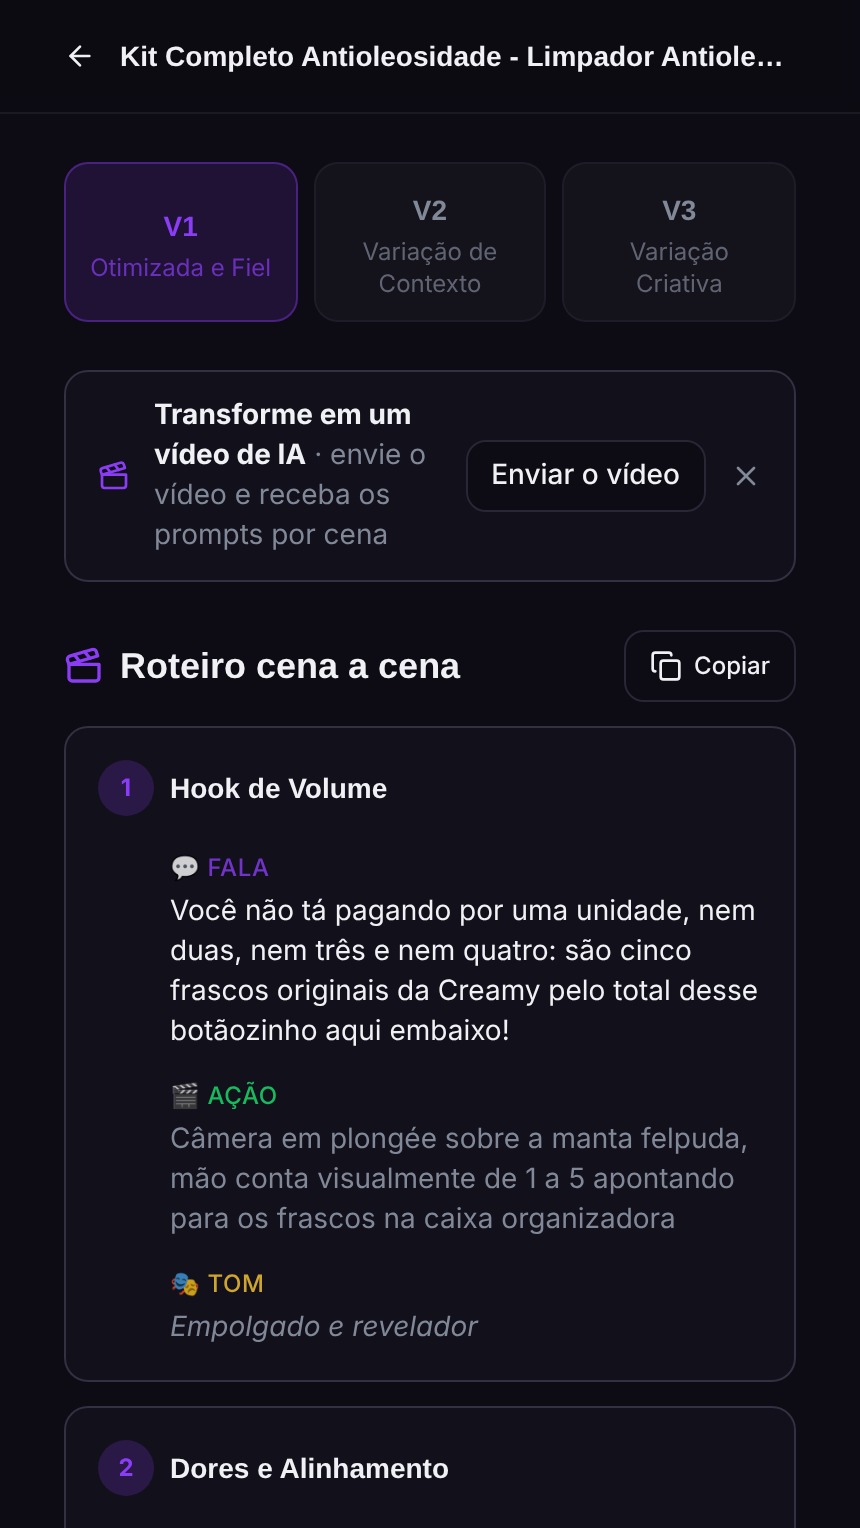 Kit Completo Antioleosidade - Limpador Antiole...
V1
Otimizada e Fiel
V2
Variação de
Contexto
V3
Variação
Criativa
Transforme em um
vídeo de IA · envie o
vídeo e receba os
prompts por cena
Enviar o vídeo
Roteiro cena a cena
Copiar
1
Hook de Volume
💬 FALA
Você não tá pagando por uma unidade, nem
duas, nem três e nem quatro: são cinco
frascos originais da Creamy pelo total desse
botãozinho aqui embaixo!
🎬 AÇÃO
Câmera em plongée sobre a manta felpuda,
mão conta visualmente de 1 a 5 apontando
para os frascos na caixa organizadora
🎭 TOM
Empolgado e revelador
2
Dores e Alinhamento